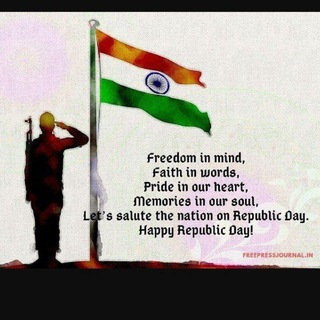 Freedom in mind,
Faith in words,
Pride in our heart,
Memories in our soul,
Let's salute the nation on Republic Day.
Happy Republic Day!
FREEPRESSJOURNAL.IN